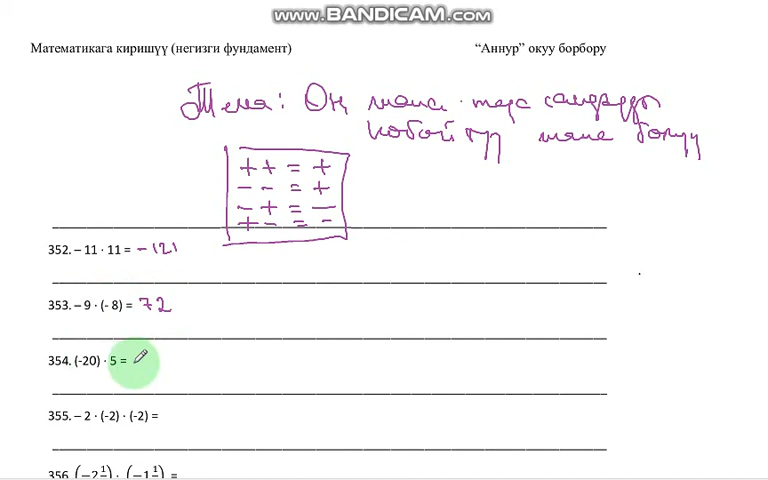 www.BANDICAM.com
Математикага киришүү (негизги фундамент) “Аннур” окуу борбору
Тема: Оң жана терс сандарды
көбөйтүү жана бөлүү
+ + = +
- - = +
- + = -
+ - = -
352. – 11 · 11 = - 121
353. – 9 · (- 8) = 72
354. (-20) · 5 =
355. – 2 · (-2) · (-2) =